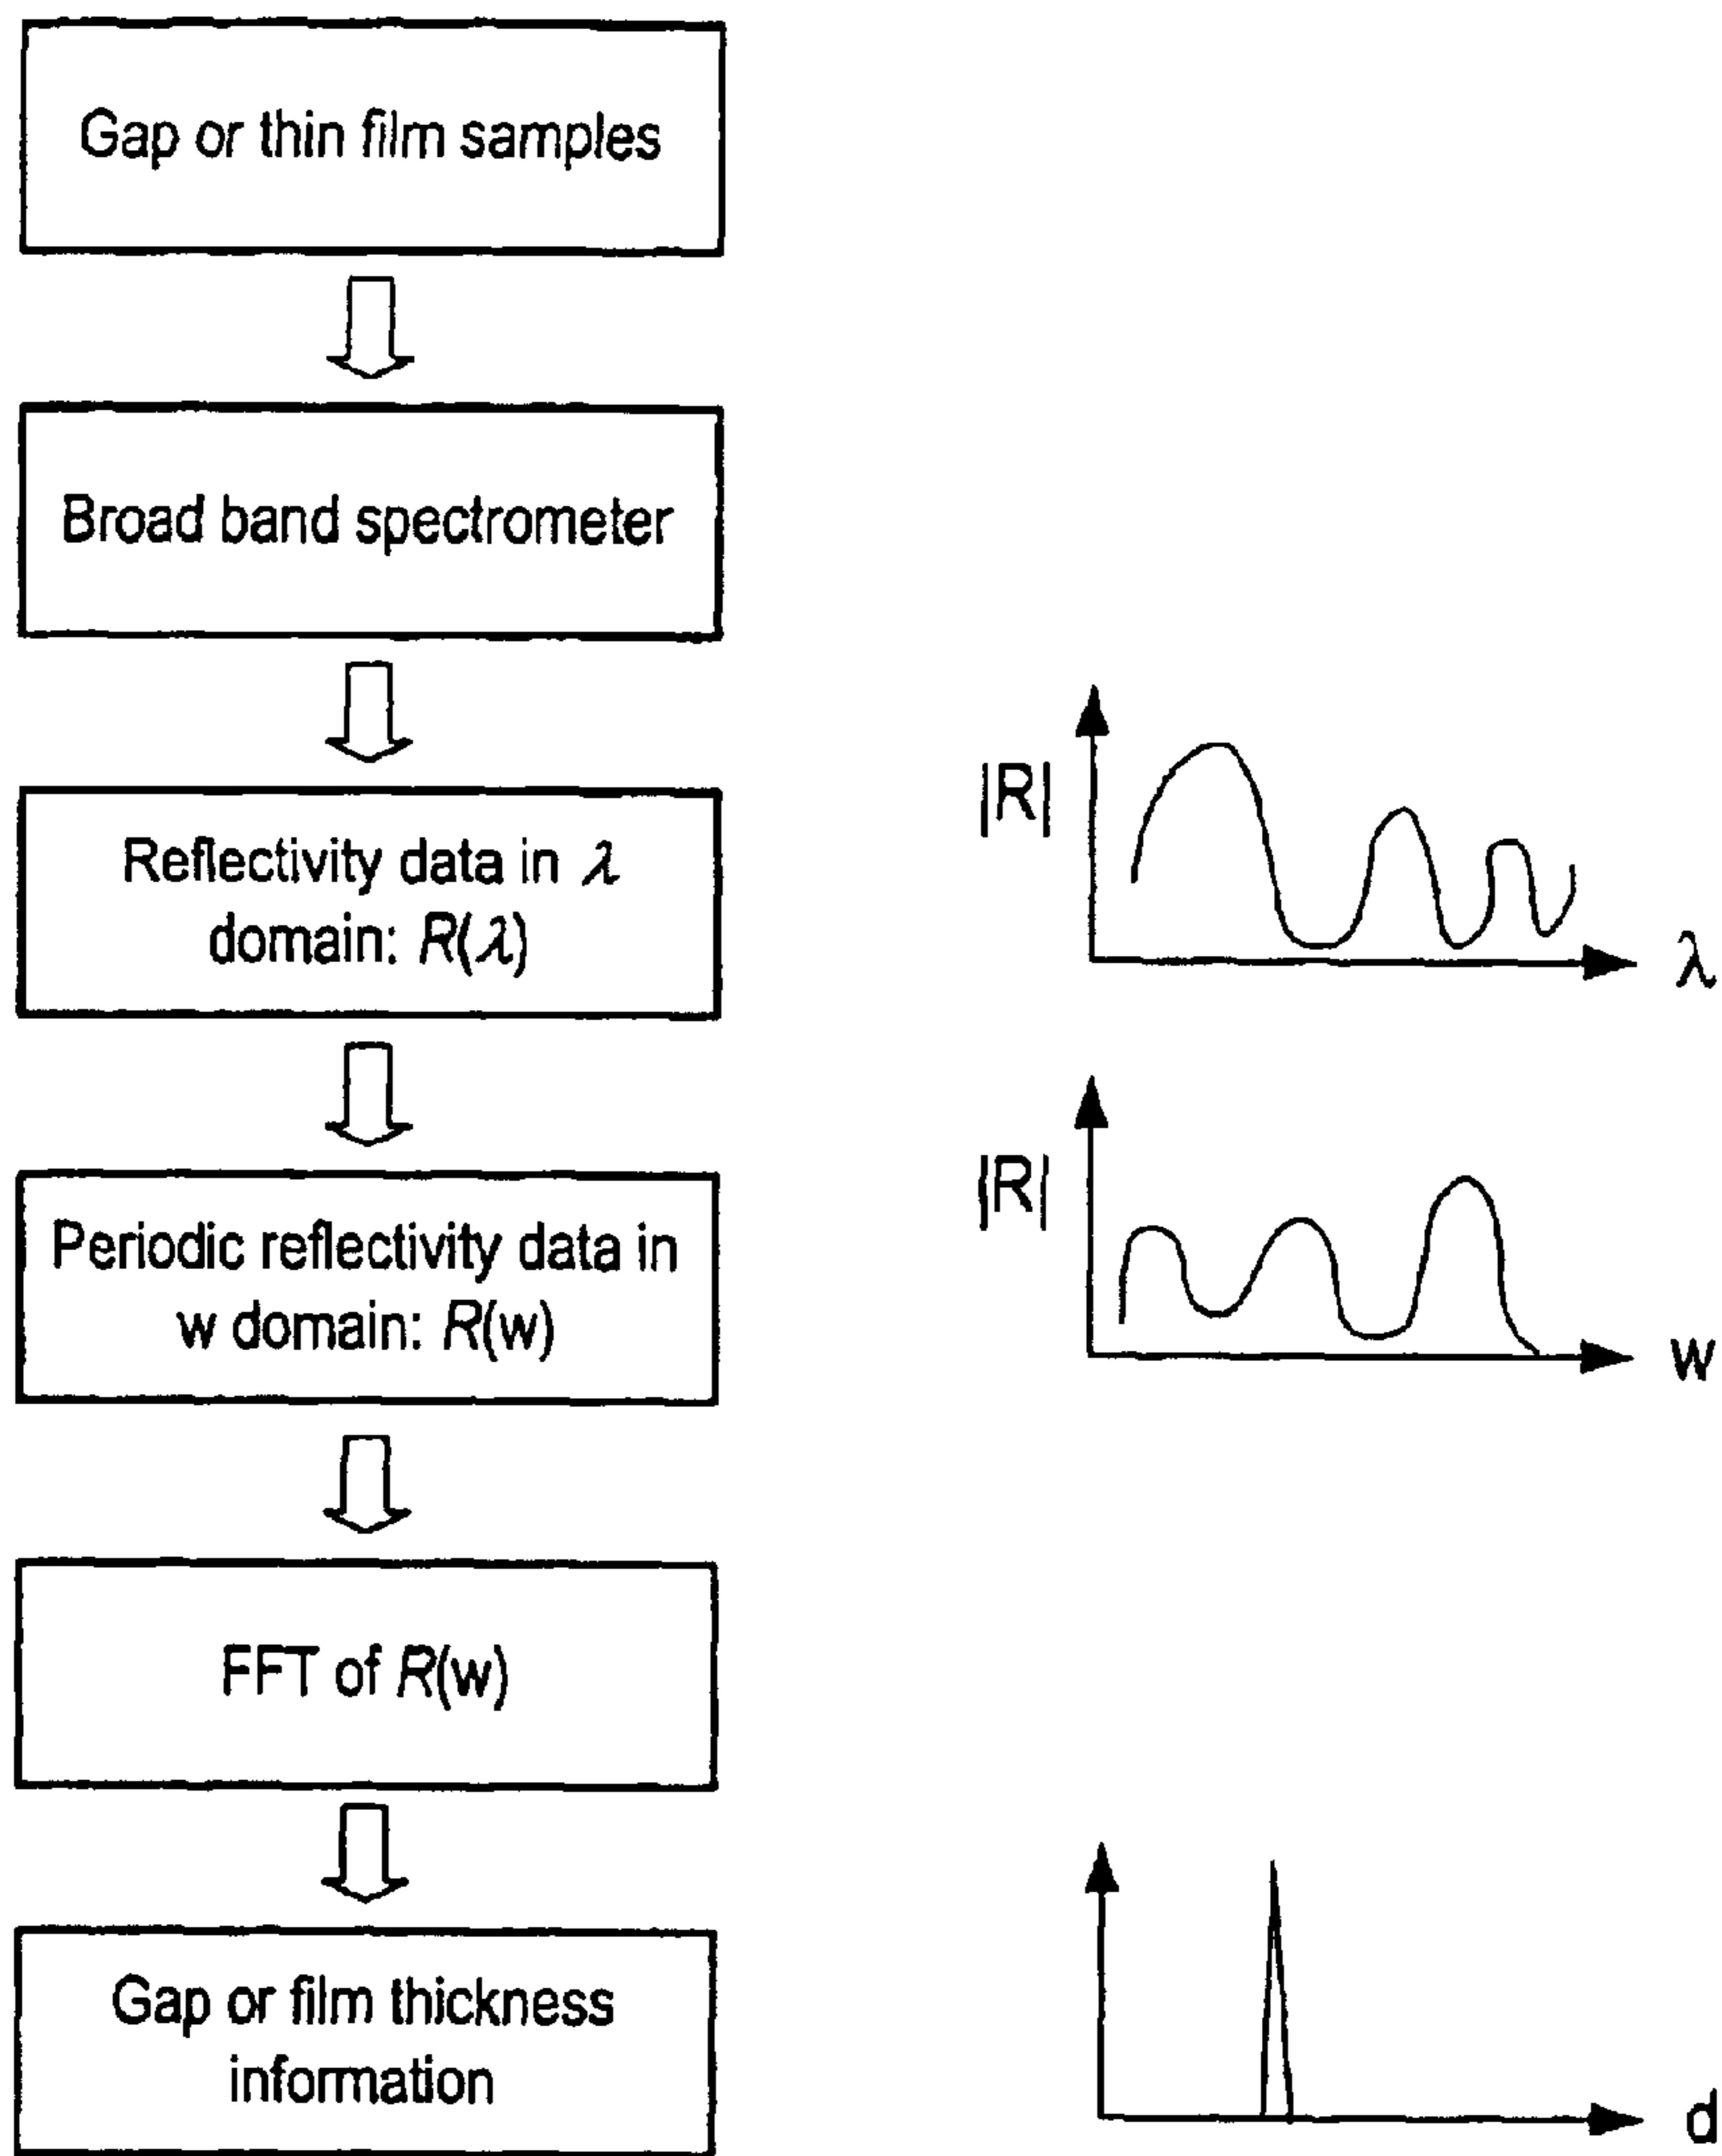 Gap or thin film samples
Broad band spectrometer
Reflectivity data in λ
domain: R(λ)
|R|
λ
Periodic reflectivity data in
w domain: R(w)
|R|
w
FFT of R(w)
Gap or film thickness
information
d